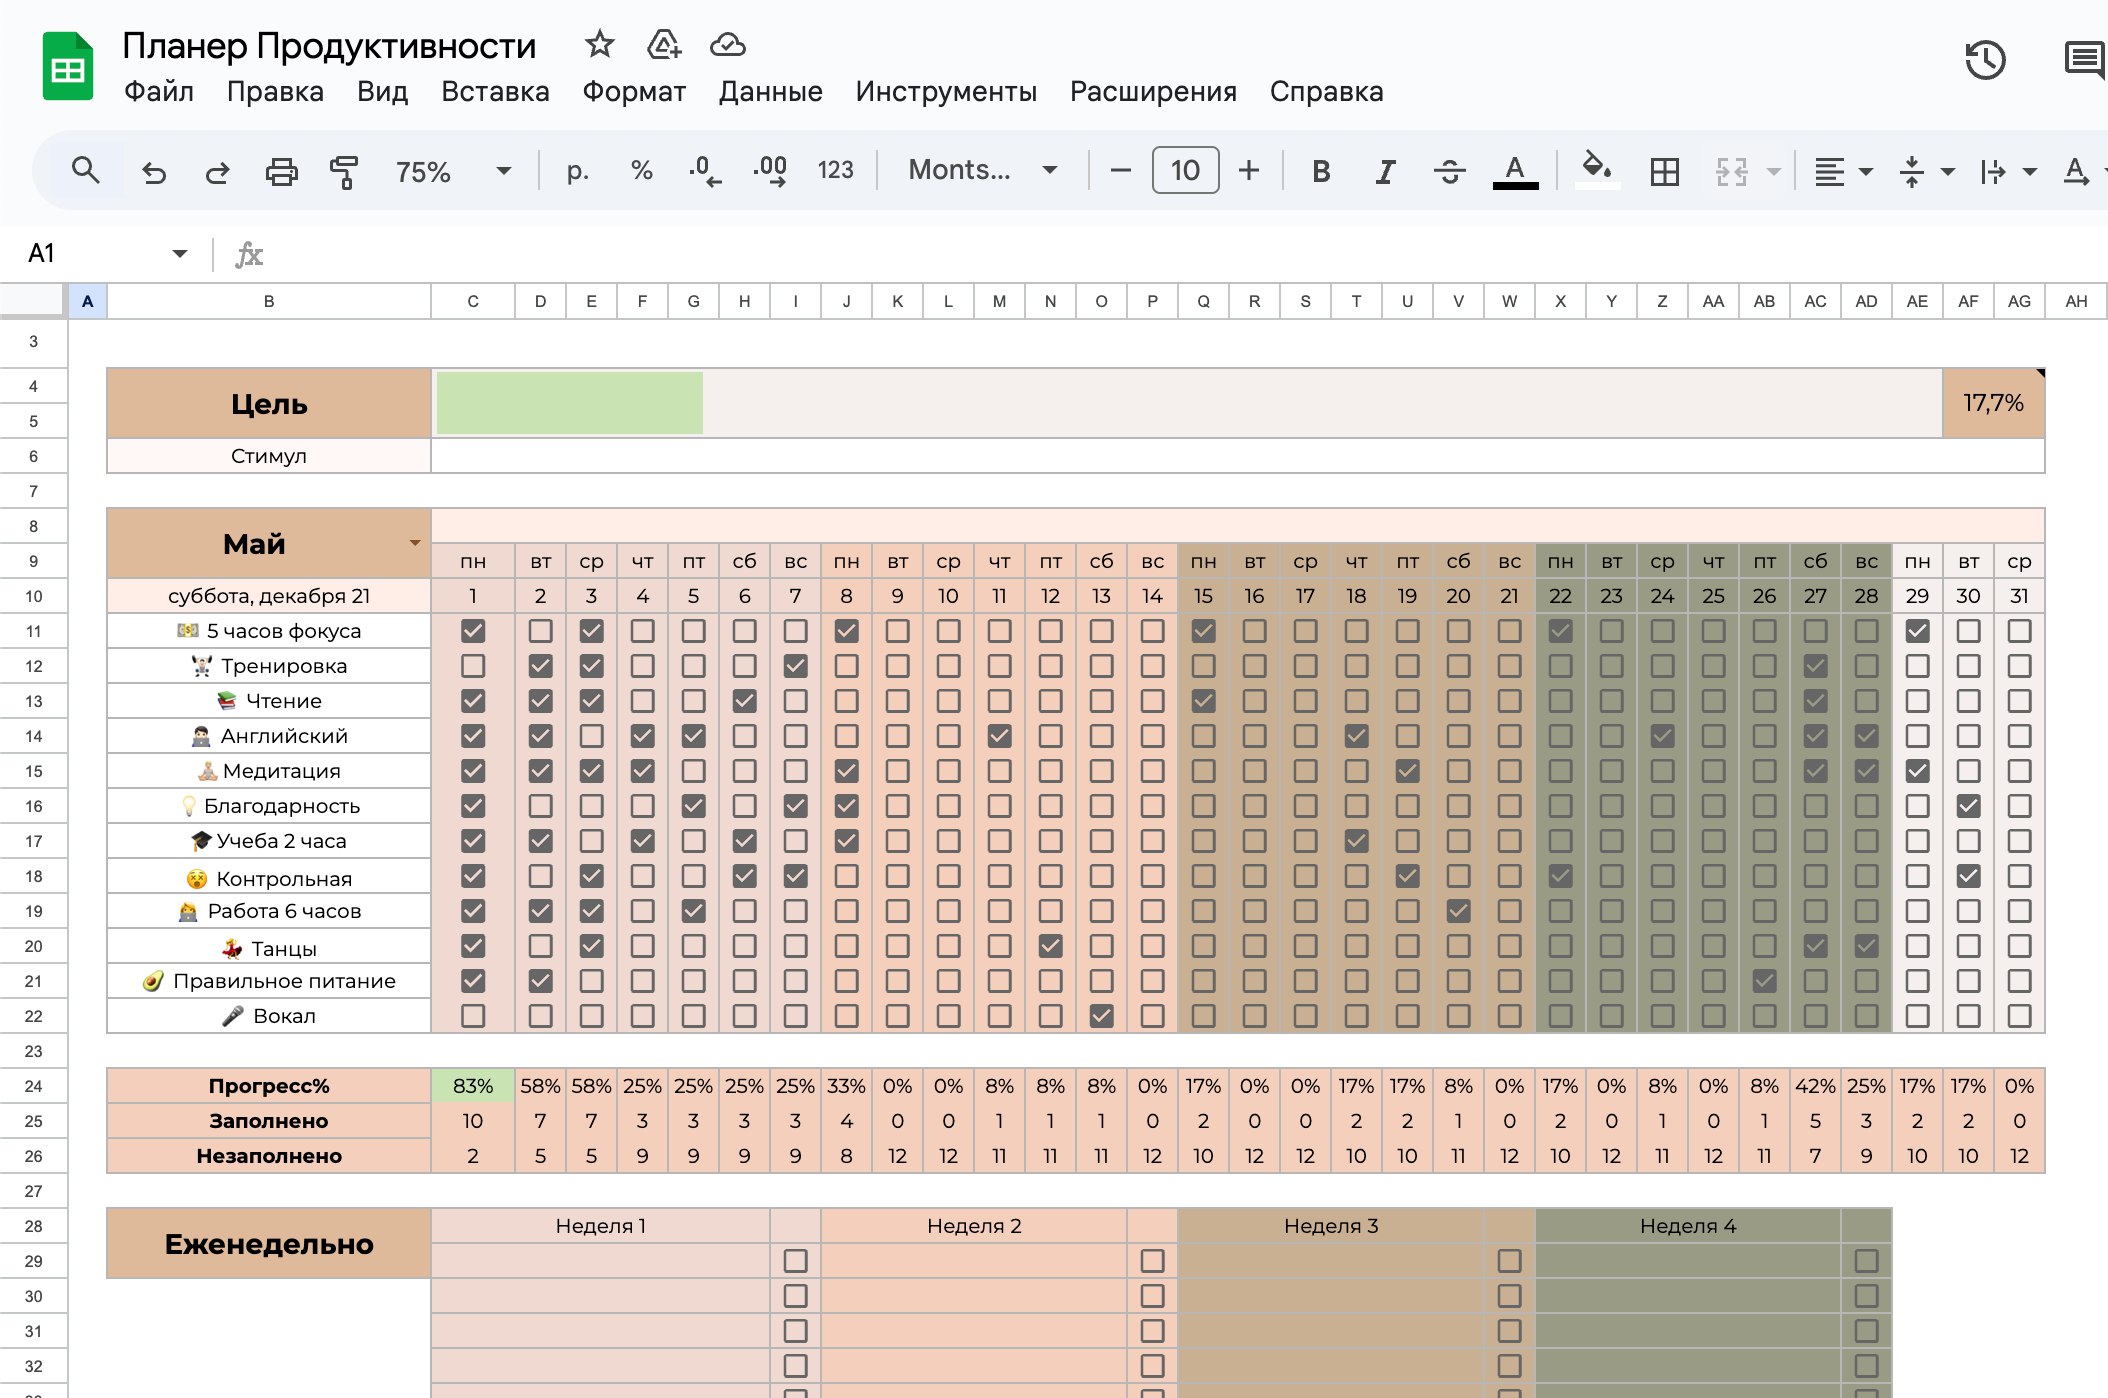 Планер Продуктивности
Файл Правка Вид Вставка Формат Данные Инструменты Расширения Справка
75% р. % .0 .00 123 Monts... − 10 + B I S A A
A1 fx
A B C D E F G H I J K L M N O P Q R S T U V W X Y Z AA AB AC AD AE AF AG AH
3
4 Цель 17,7%
5
6 Стимул
7
8 Май
9 пн вт ср чт пт сб вс пн вт ср чт пт сб вс пн вт ср чт пт сб вс пн вт ср чт пт сб вс пн вт ср
10 суббота, декабря 21 1 2 3 4 5 6 7 8 9 10 11 12 13 14 15 16 17 18 19 20 21 22 23 24 25 26 27 28 29 30 31
11 5 часов фокуса
12 Тренировка
13 Чтение
14 Английский
15 Медитация
16 Благодарность
17 Учеба 2 часа
18 Контрольная
19 Работа 6 часов
20 Танцы
21 Правильное питание
22 Вокал
23
24 Прогресс% 83% 58% 58% 25% 25% 25% 25% 33% 0% 0% 8% 8% 8% 0% 17% 0% 0% 17% 17% 8% 0% 17% 0% 8% 0% 8% 42% 25% 17% 17% 0%
25 Заполнено 10 7 7 3 3 3 3 4 0 0 1 1 1 0 2 0 0 2 2 1 0 2 0 1 0 1 5 3 2 2 0
26 Незаполнено 2 5 5 9 9 9 9 8 12 12 11 11 11 12 10 12 12 10 10 11 12 10 12 11 12 11 7 9 10 10 12
27
28 Еженедельно Неделя 1 Неделя 2 Неделя 3 Неделя 4
29
30
31
32